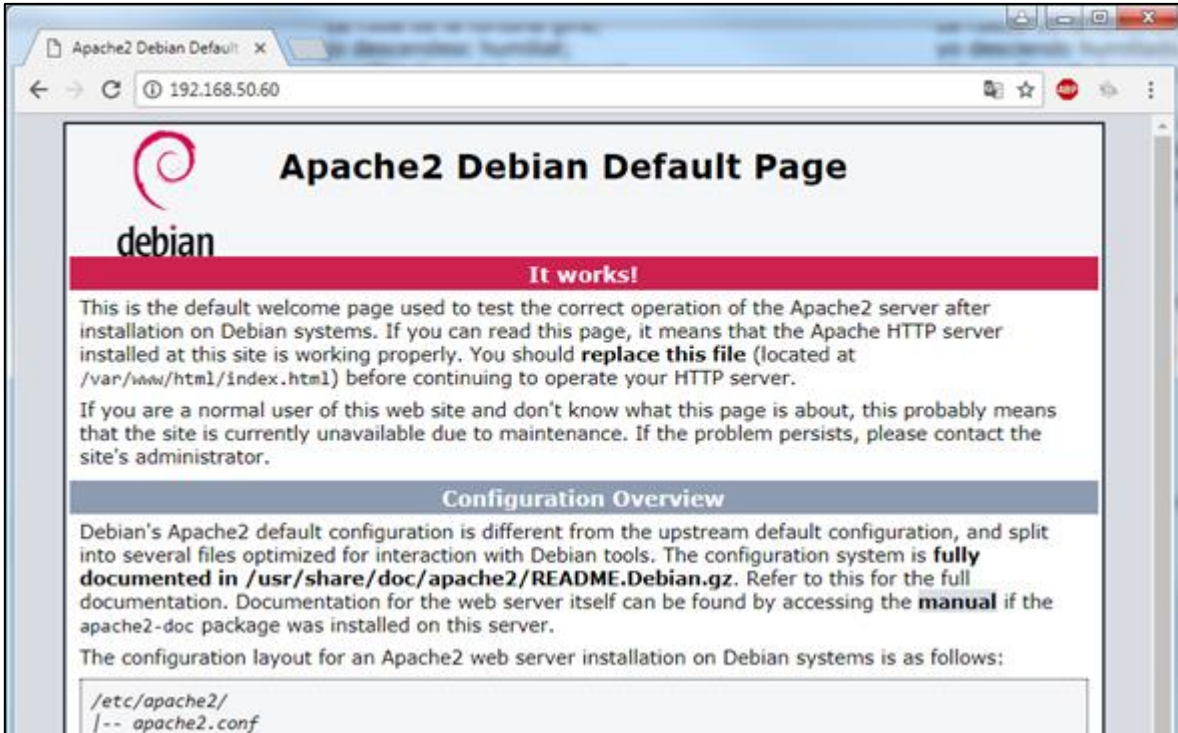 Apache2 Debian Default
192.168.50.60
ABP
debian
Apache2 Debian Default Page
It works!
This is the default welcome page used to test the correct operation of the Apache2 server after
installation on Debian systems. If you can read this page, it means that the Apache HTTP server
installed at this site is working properly. You should replace this file (located at
/var/www/html/index.html) before continuing to operate your HTTP server.
If you are a normal user of this web site and don't know what this page is about, this probably means
that the site is currently unavailable due to maintenance. If the problem persists, please contact the
site's administrator.
Configuration Overview
Debian's Apache2 default configuration is different from the upstream default configuration, and split
into several files optimized for interaction with Debian tools. The configuration system is fully
documented in /usr/share/doc/apache2/README.Debian.gz. Refer to this for the full
documentation. Documentation for the web server itself can be found by accessing the manual if the
apache2-doc package was installed on this server.
The configuration layout for an Apache2 web server installation on Debian systems is as follows:
/etc/apache2/
|-- apache2.conf